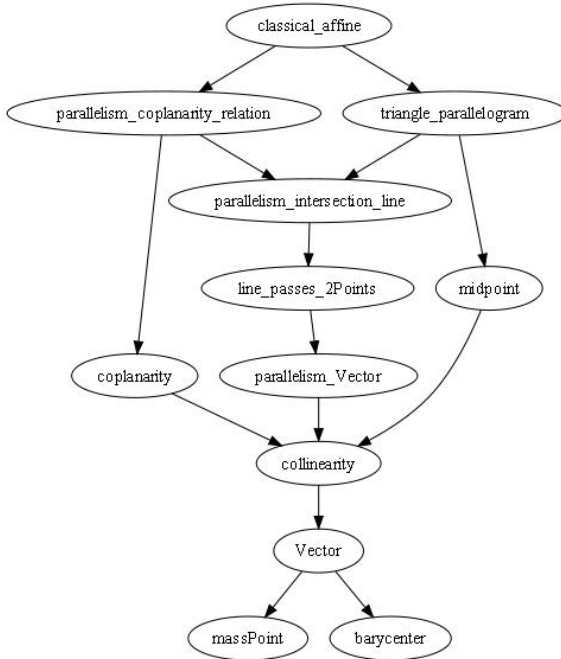 classical_affine
parallelism_coplanarity_relation
triangle_parallelogram
parallelism_intersection_line
line_passes_2Points
midpoint
coplanarity
parallelism_Vector
collinearity
Vector
massPoint
barycenter